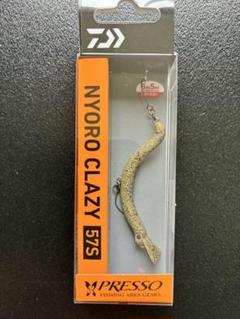 DAIWA
NYORO CLAZY 57S
PRESSO
FISHING AREA GEARS